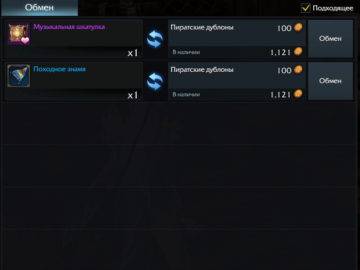 Обмен
Подходящее
Музыкальная шкатулка
x1
Пиратские дублоны 100
В наличии 1,121
Обмен
Походное знамя
x1
Пиратские дублоны 100
В наличии 1,121
Обмен